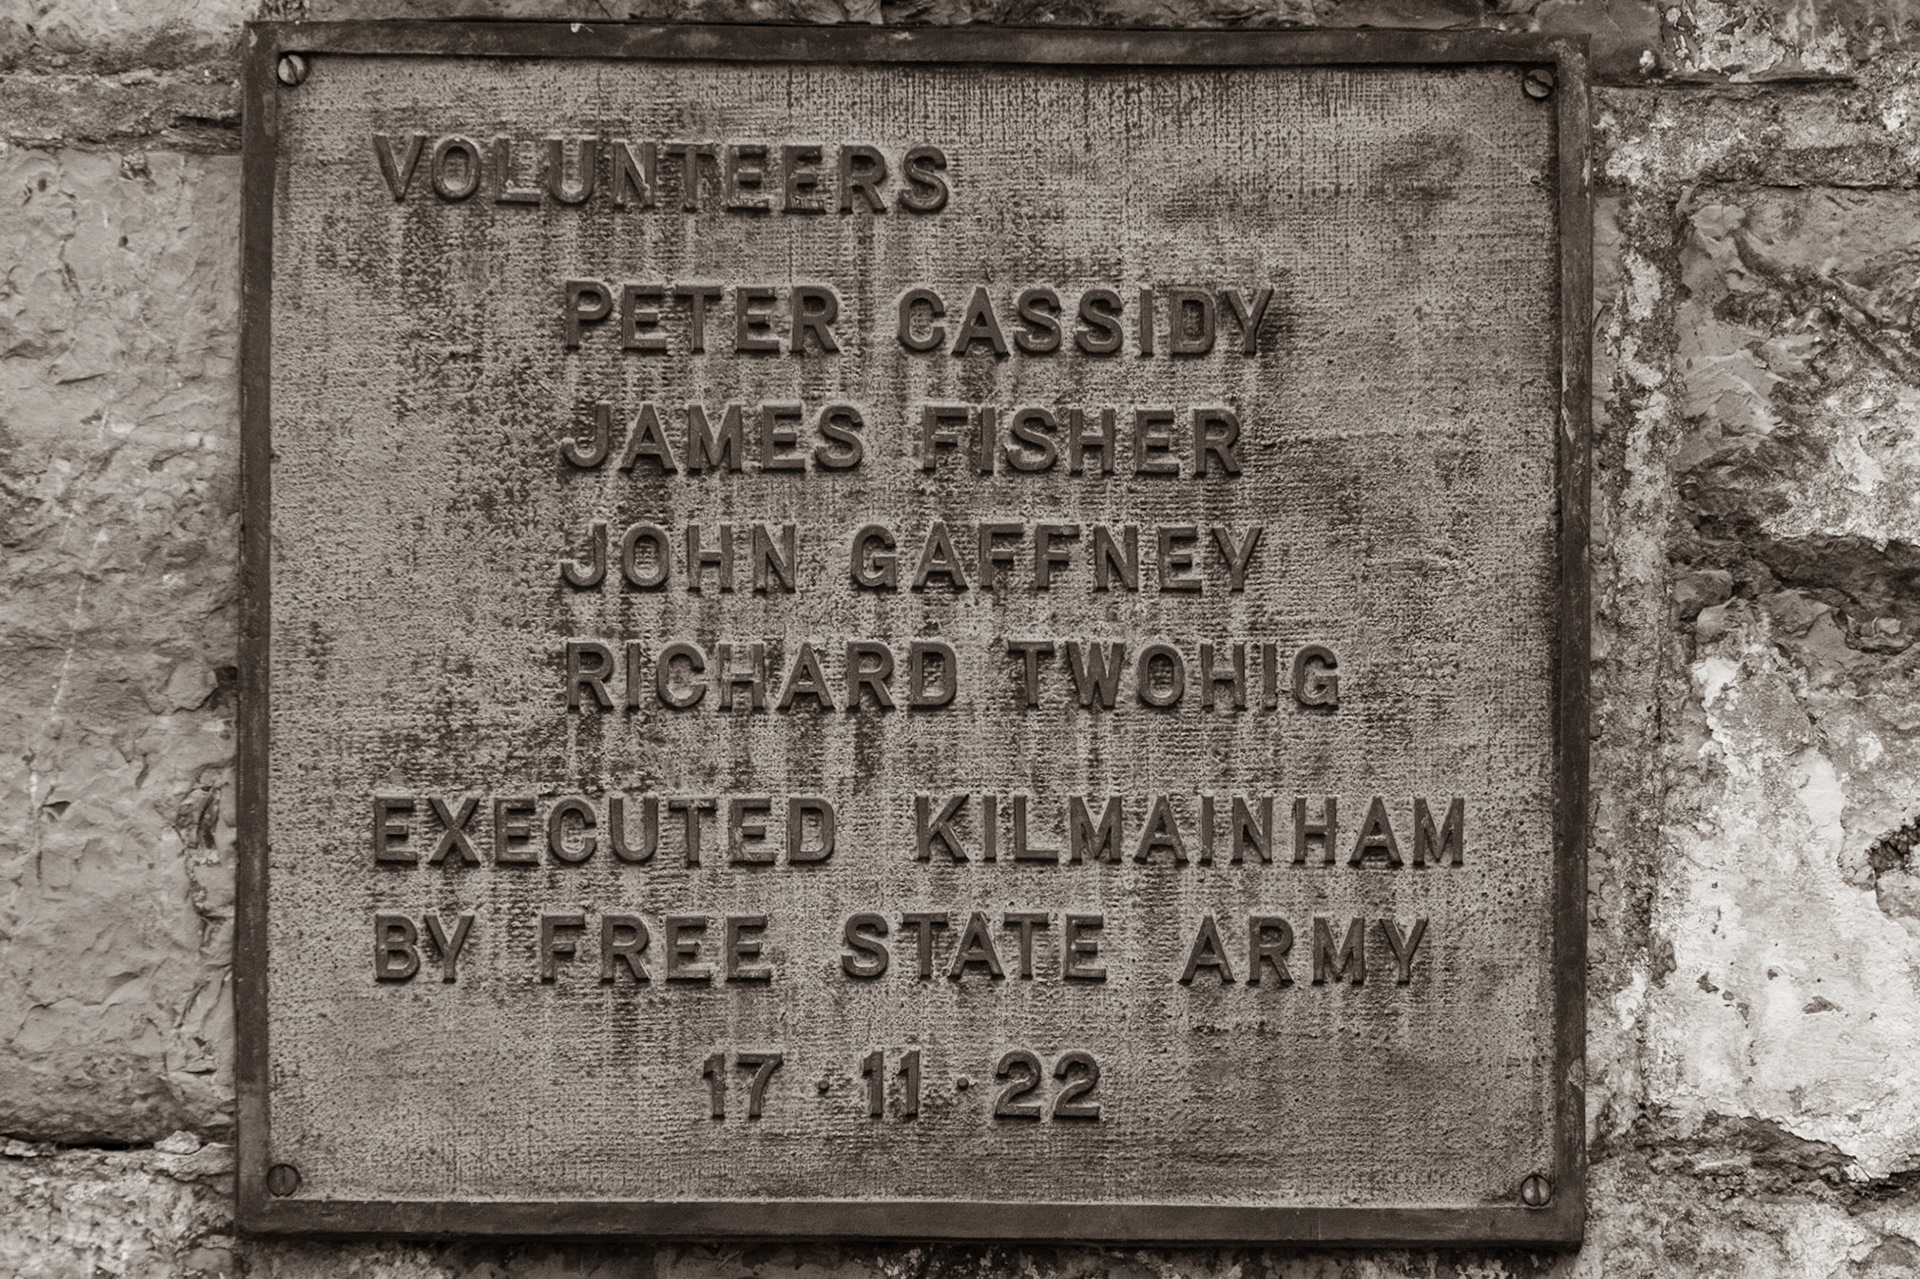 VOLUNTEERS
PETER CASSIDY
JAMES FISHER
JOHN GAFFNEY
RICHARD TWOHIG
EXECUTED KILMAINHAM
BY FREE STATE ARMY
17·11·22